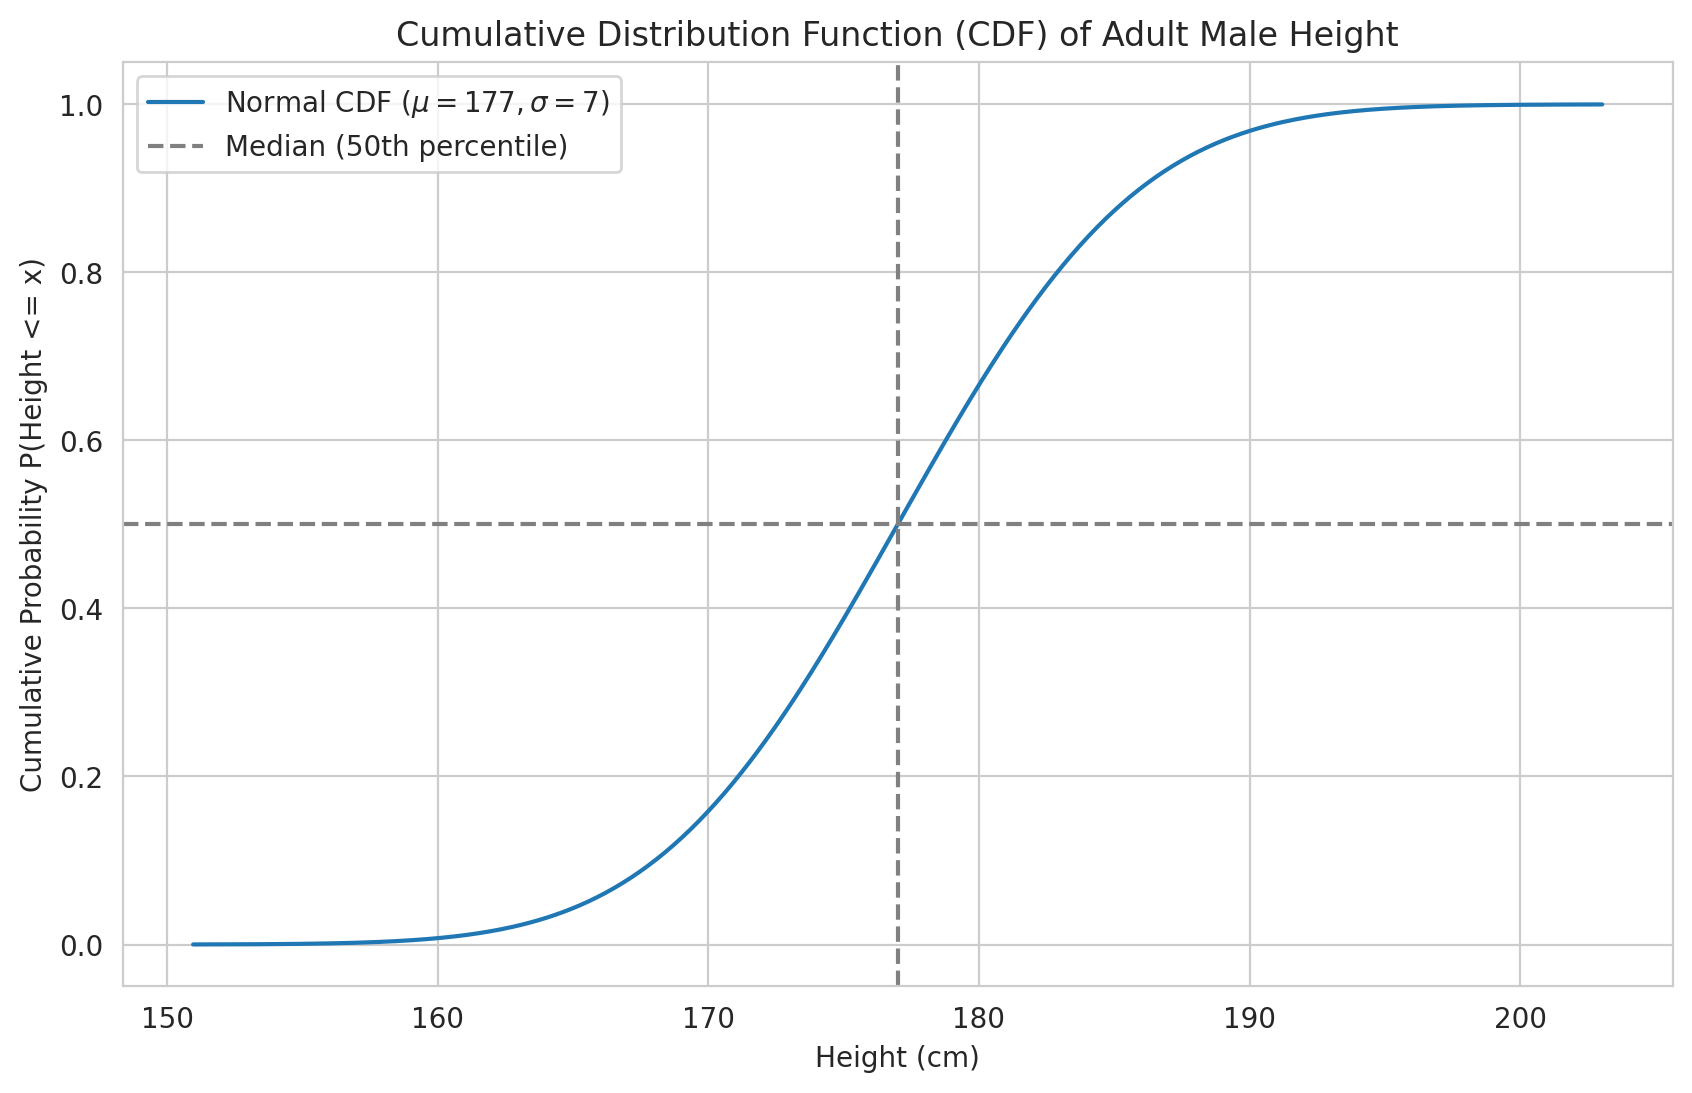 Cumulative Distribution Function (CDF) of Adult Male Height
Normal CDF (μ = 177, σ = 7)
Median (50th percentile)
Cumulative Probability P(Height <= x)
1.0
0.8
0.6
0.4
0.2
0.0
150 160 170 180 190 200
Height (cm)